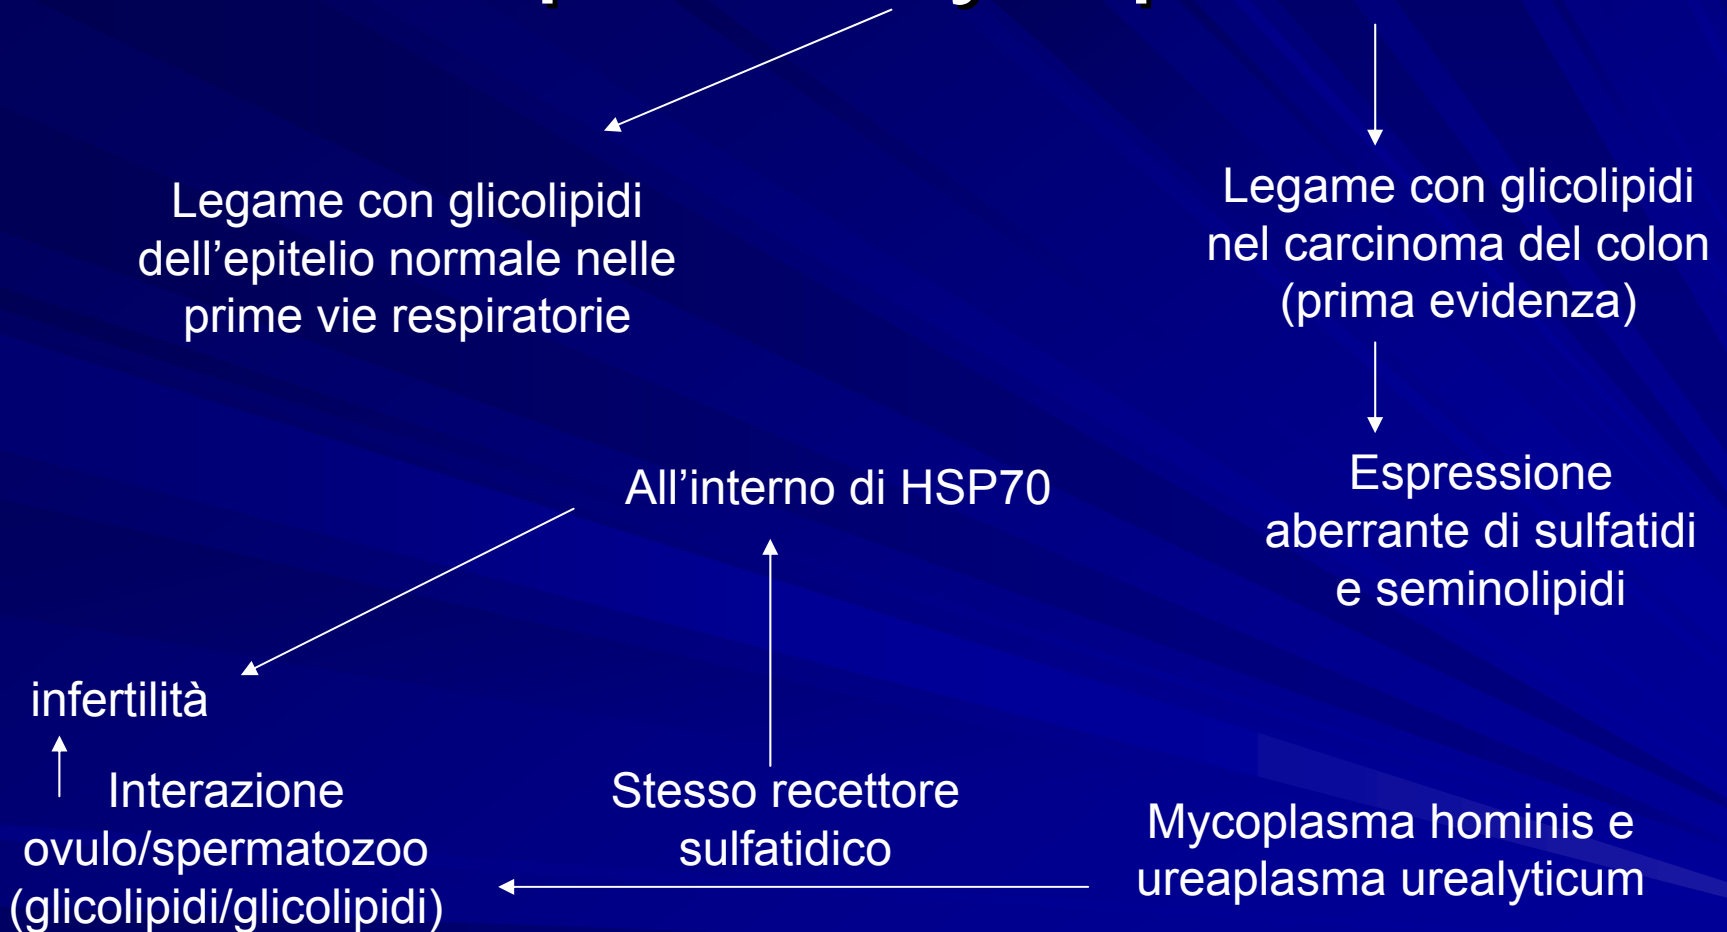 Legame con glicolipidi
dell’epitelio normale nelle
prime vie respiratorie
Legame con glicolipidi
nel carcinoma del colon
(prima evidenza)
All’interno di HSP70
Espressione
aberrante di sulfatidi
e seminolipidi
infertilità
Interazione
ovulo/spermatozoo
(glicolipidi/glicolipidi)
Stesso recettore
sulfatidico
Mycoplasma hominis e
ureaplasma urealyticum